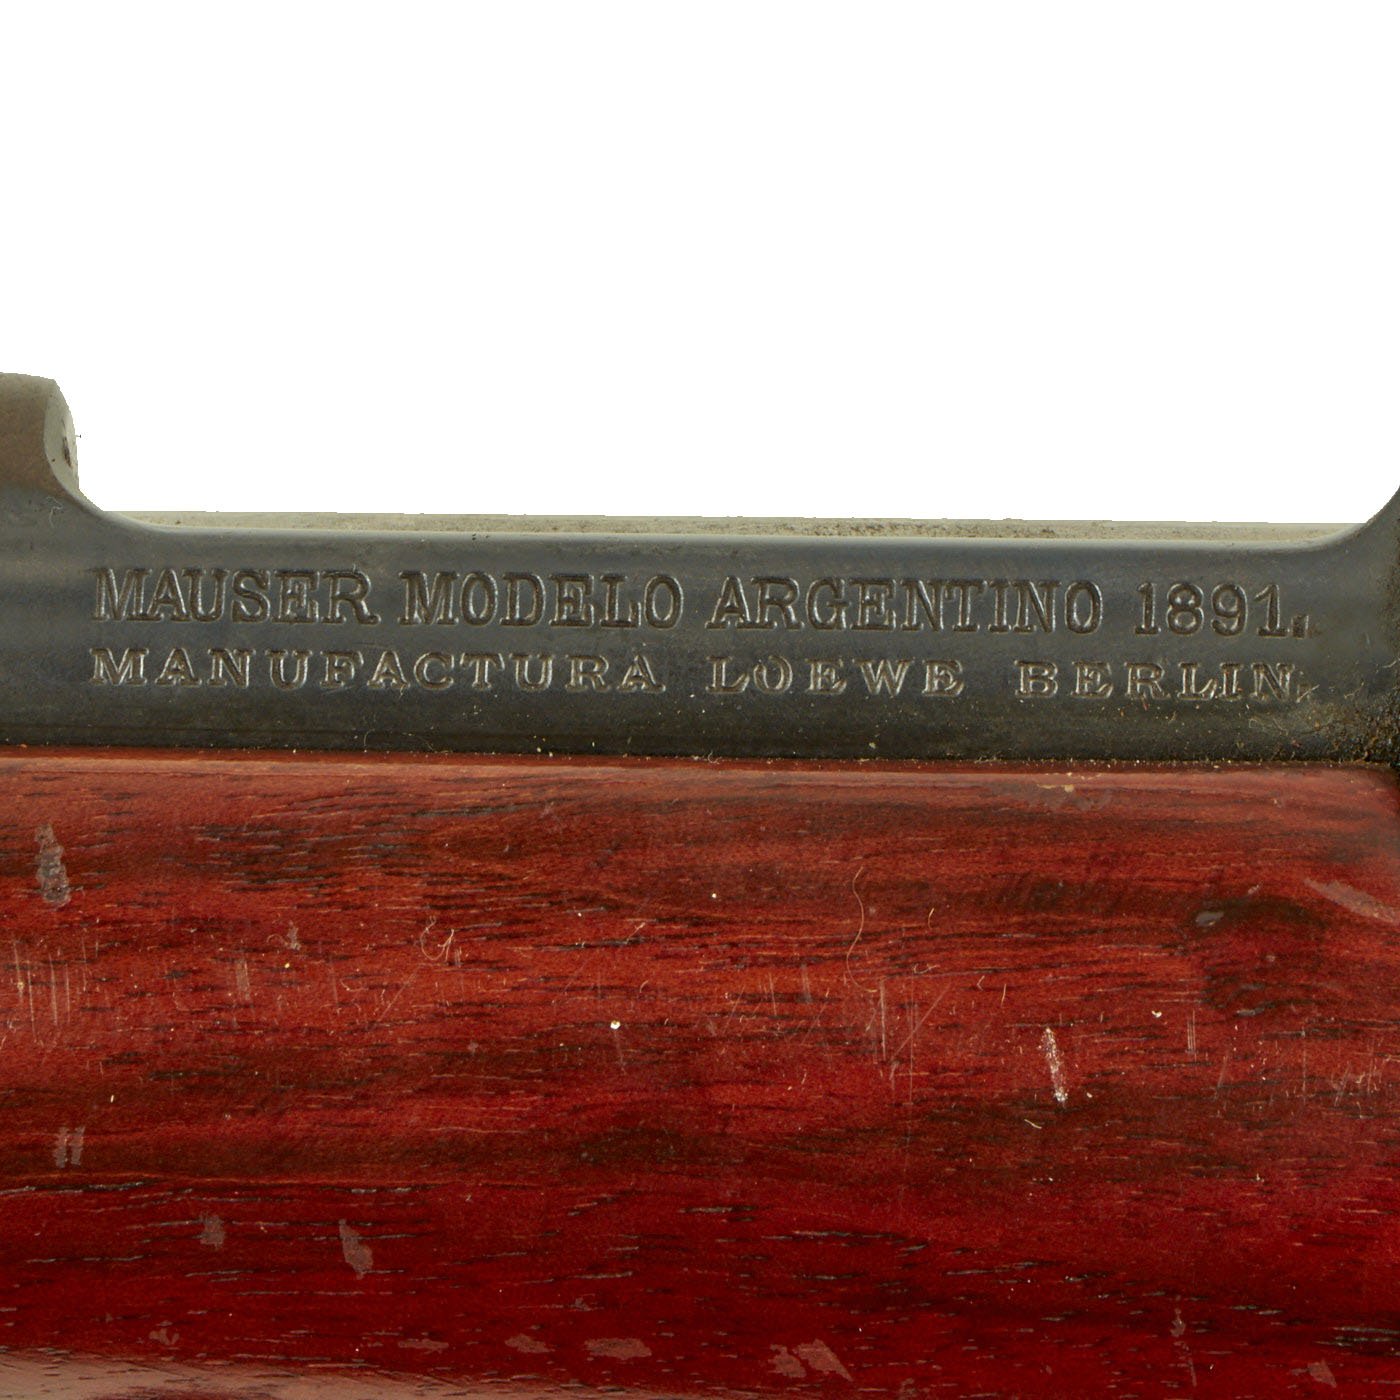 MAUSER MODELO ARGENTINO 1891.
MANUFACTURA LOEWE BERLIN.